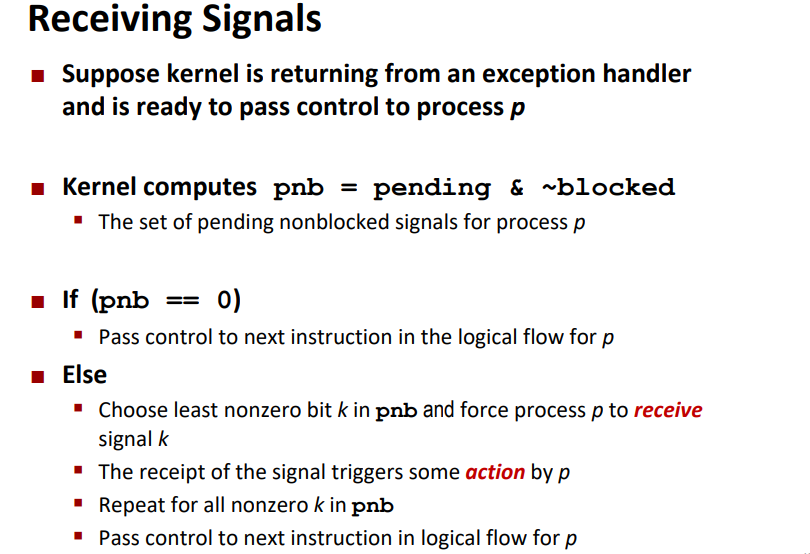 Receiving Signals
Suppose kernel is returning from an exception handler
and is ready to pass control to process p
Kernel computes pnb = pending & ~blocked
The set of pending nonblocked signals for process p
If (pnb == 0)
Pass control to next instruction in the logical flow for p
Else
Choose least nonzero bit k in pnb and force process p to receive
signal k
The receipt of the signal triggers some action by p
Repeat for all nonzero k in pnb
Pass control to next instruction in logical flow for p